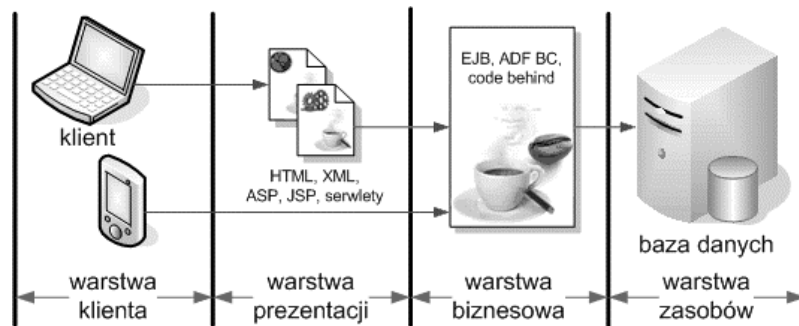 klient
HTML, XML,
ASP, JSP, serwlety
EJB, ADF BC,
code behind
baza danych
warstwa
klienta
warstwa
prezentacji
warstwa
biznesowa
warstwa
zasobów